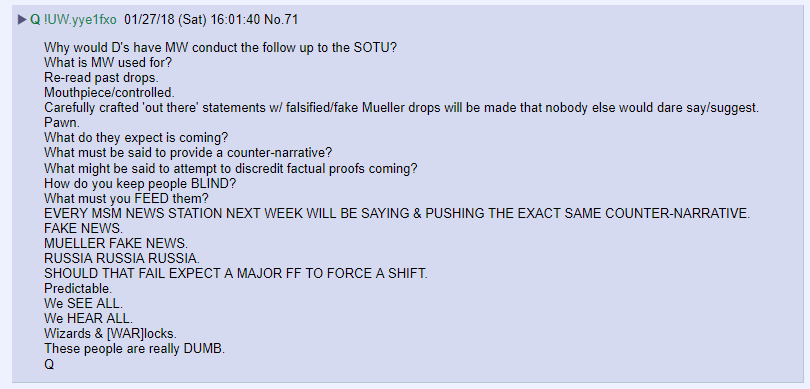 ▶Q !UW.yye1fxo 01/27/18 (Sat) 16:01:40 No.71
Why would D's have MW conduct the follow up to the SOTU?
What is MW used for?
Re-read past drops.
Mouthpiece/controlled.
Carefully crafted 'out there' statements w/ falsified/fake Mueller drops will be made that nobody else would dare say/suggest.
Pawn.
What do they expect is coming?
What must be said to provide a counter-narrative?
What might be said to attempt to discredit factual proofs coming?
How do you keep people BLIND?
What must you FEED them?
EVERY MSM NEWS STATION NEXT WEEK WILL BE SAYING & PUSHING THE EXACT SAME COUNTER-NARRATIVE.
FAKE NEWS.
MUELLER FAKE NEWS.
RUSSIA RUSSIA RUSSIA.
SHOULD THAT FAIL EXPECT A MAJOR FF TO FORCE A SHIFT.
Predictable.
We SEE ALL.
We HEAR ALL.
Wizards & [WAR]locks.
These people are really DUMB.
Q